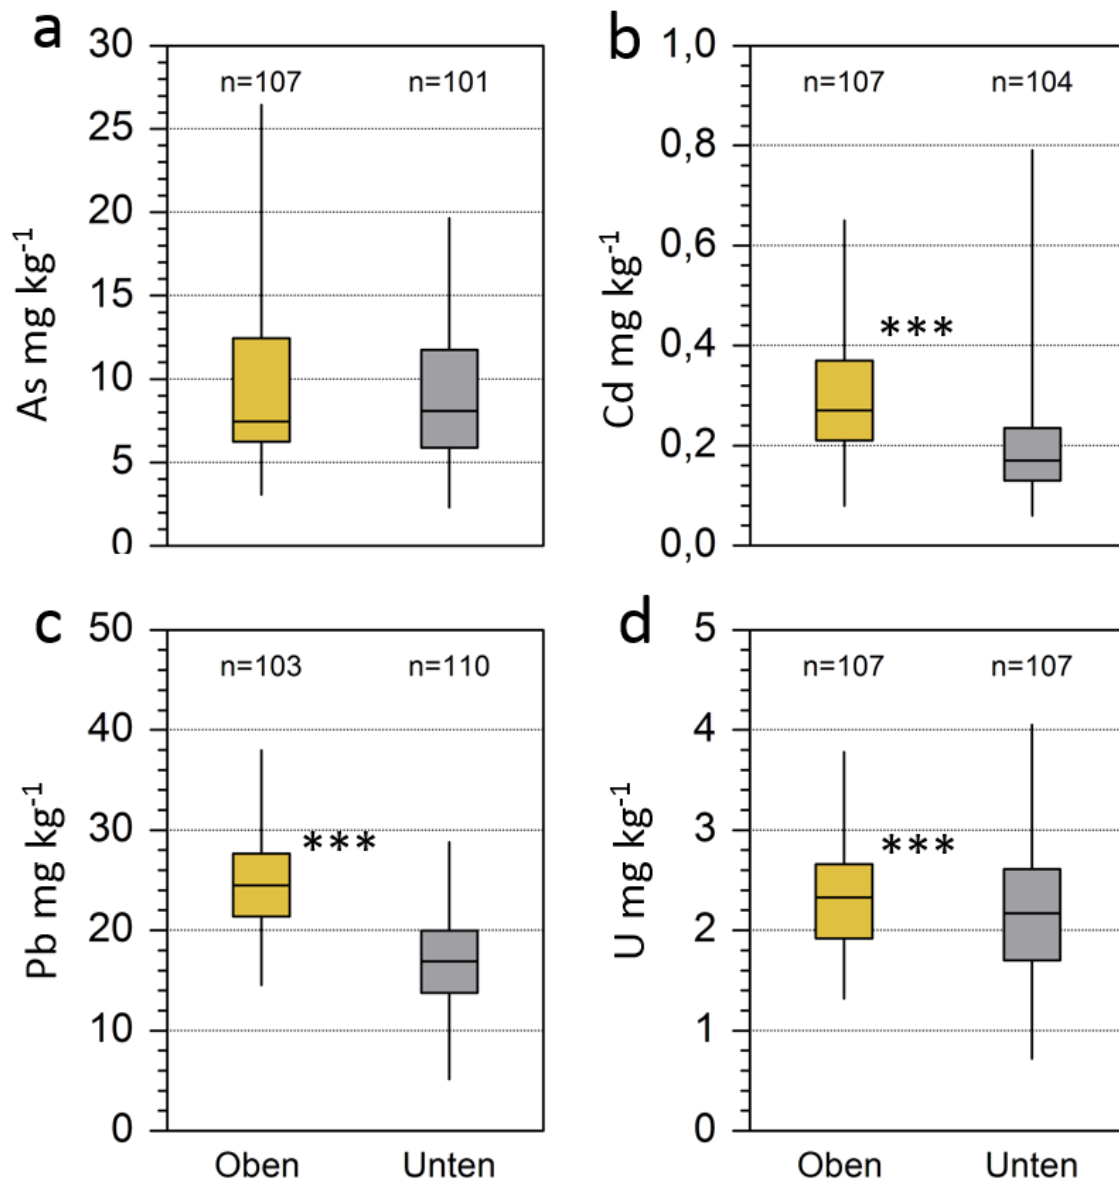 a
30
25
20
15
10
5
0
As mg kg⁻¹
n=107
n=101
b
1,0
0,8
0,6
0,4
0,2
0,0
Cd mg kg⁻¹
n=107
n=104
***
c
50
40
30
20
10
0
Pb mg kg⁻¹
n=103
n=110
***
Oben
Unten
d
5
4
3
2
1
0
U mg kg⁻¹
n=107
n=107
***
Oben
Unten